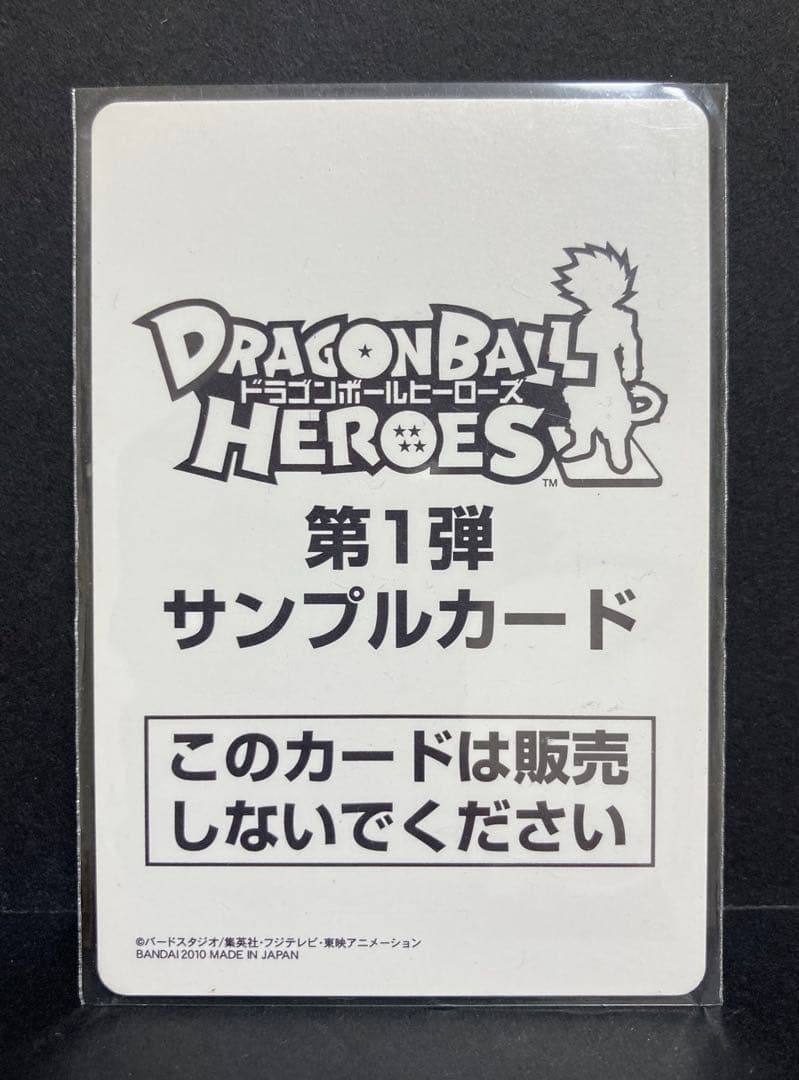 DRAGONBALL
ドラゴンボールヒーローズ
HEROES
TM
第1弾
サンプルカード
このカードは販売
しないでください
©バードスタジオ/集英社・フジテレビ・東映アニメーション
BANDAI 2010 MADE IN JAPAN